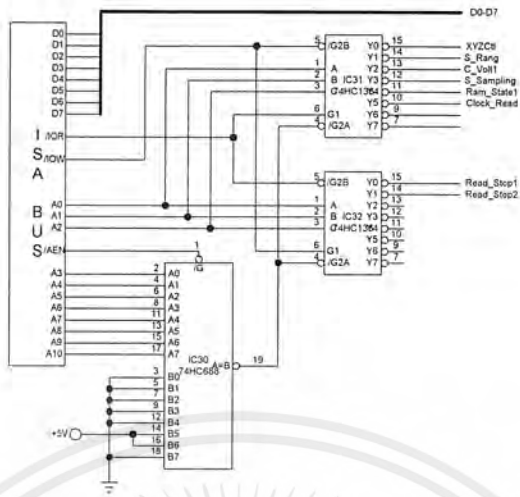 D0-D7
D0
D1
D2
D3
D4
D5
D6
D7
I
S
A
B
U
S
/IOR
/IOW
A0
A1
A2
/AEN
A3
A4
A5
A6
A7
A8
A9
A10
5 /G2B Y0 15 XYZCtl
Y1 14 S_Rang
1 A Y2 13 C_Volt1
2 B IC31 Y3 12 S_Sampling
3 Y4 11 Ram_State1
Y5 10 Clock_Read
6 G1 Y6 9
4 /G2A Y7 7
5 /G2B Y0 15 Read_Stop1
Y1 14 Read_Stop2
1 A Y2 13
2 B IC32 Y3 12
3 11
Y5 10
6 G1 Y6 9
4 /G2A Y7 7
1
/G
2 A0
4 A1
6 A2
8 A3
11 A4
13 A5
15 A6
17 A7
IC30
74HC688
A=B 19
3 B0
5 B1
7 B2
9 B3
12 B4
14 B5
16 B6
18 B7
+5V